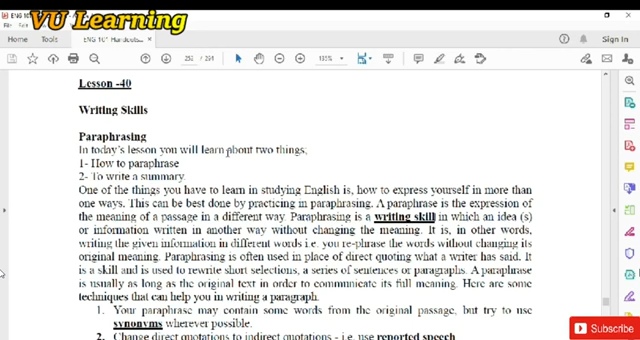 VU Learning
ENG 101
File Edit
Home Tools
ENG 101 Handouts...
Sign In
/ 294
135%
Lesson -40
Writing Skills
Paraphrasing
In today's lesson you will learn about two things;
1- How to paraphrase
2- To write a summary.
One of the things you have to learn in studying English is, how to express yourself in more than
one ways. This can be best done by practicing in paraphrasing. A paraphrase is the expression of
the meaning of a passage in a different way. Paraphrasing is a writing skill in which an idea (s)
or information written in another way without changing the meaning. It is, in other words,
writing the given information in different words i.e. you re-phrase the words without changing its
original meaning. Paraphrasing is often used in place of direct quoting what a writer has said. It
is a skill and is used to rewrite short selections, a series of sentences or paragraphs. A paraphrase
is usually as long as the original text in order to communicate its full meaning. Here are some
techniques that can help you in writing a paragraph.
1. Your paraphrase may contain some words from the original passage, but try to use
synonyms wherever possible.
2. Change direct quotations to indirect quotations - i.e. use reported speech
Subscribe